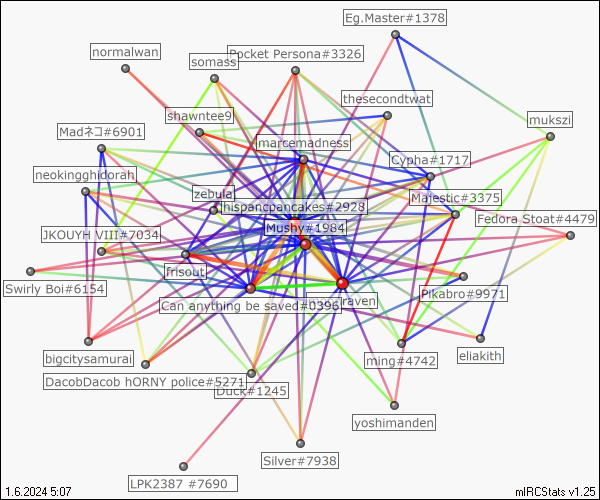 Eg.Master#1378
normalwan
somass
Pocket Persona#3326
thesecondtwat
shawntee9
mukszi
Madネコ#6901
marcemadness
Cypha#1717
neokingghidorah
zebula
Majestic#3375
hispancpancakes#2928
Fedora Stoat#4479
Mushy#1984
JKOUYH VIII#7034
frisout
Swirly Boi#6154
Pikabro#9971
raven
Can anything be saved#0396
bigcitysamurai
eliakith
ming#4742
DacobDacob hORNY police#5271
Duck#1245
yoshimanden
Silver#7938
LPK2387 #7690
1.6.2024 5:07
mIRCStats v1.25